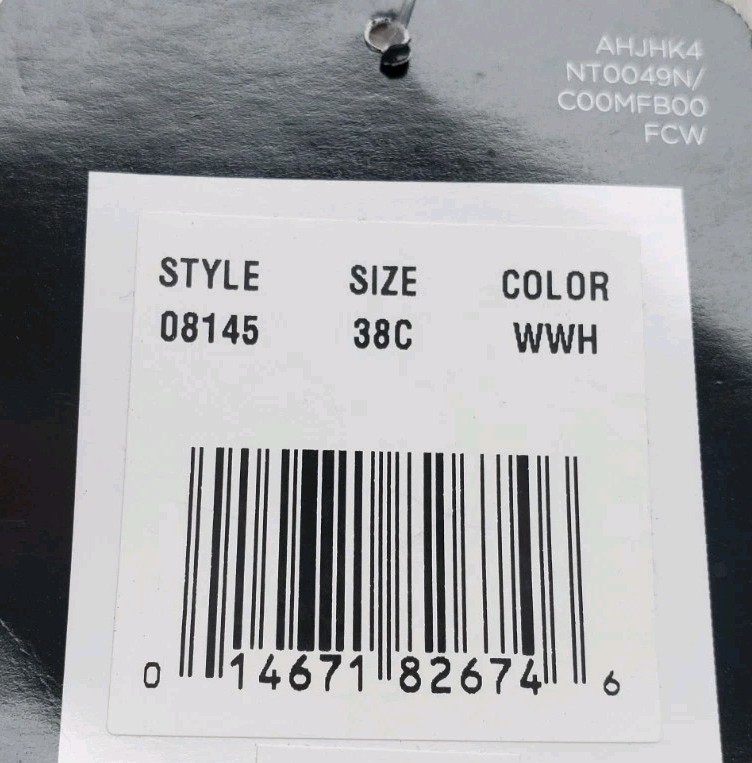 AHJHK4
NT0049N/
C00MFB00
FCW
STYLE SIZE COLOR
08145 38C WWH
0 14671 82674 6